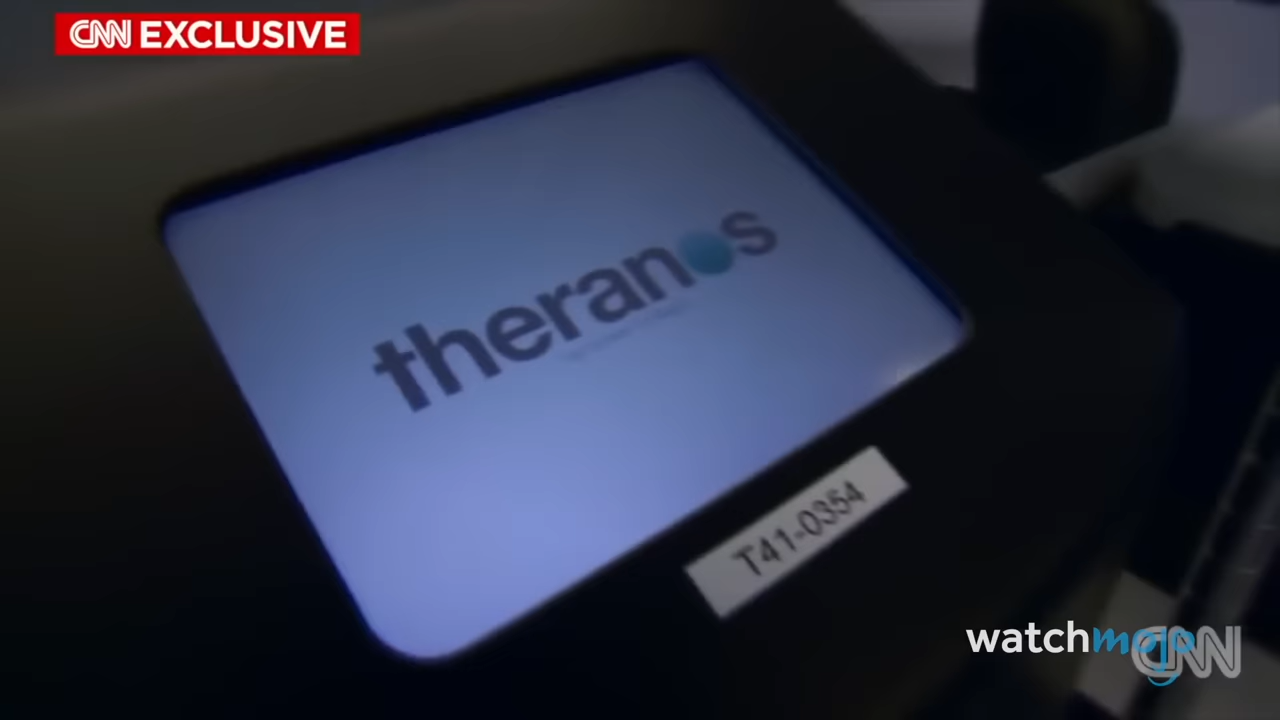 CNN EXCLUSIVE
theranos
T41-0354
watchmojo
CNN